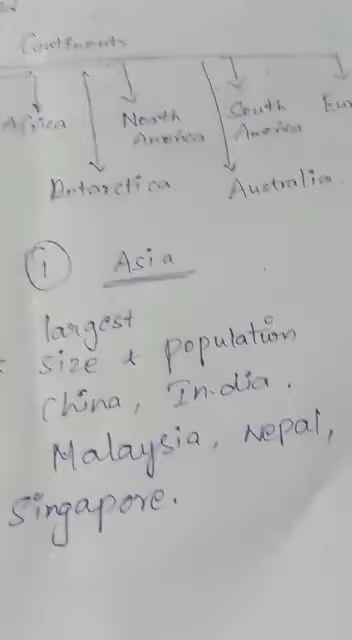 Continents
Africa
North
America
South
America
Antarctica
Australia
① Asia
largest
size & population
China, India.
Malaysia, Nepal,
Singapore.